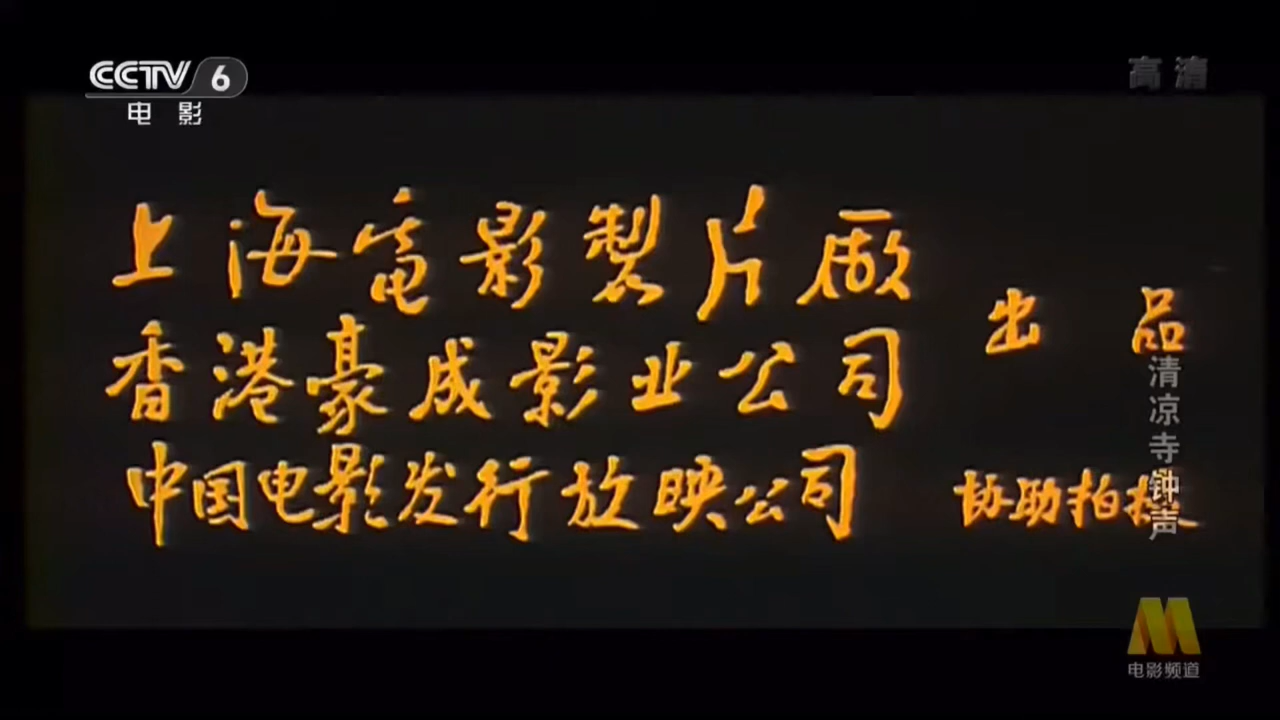 CCTV 6
电影
高清
上海電影製片廠
香港豪成影业公司
出品
中国电影发行放映公司
协助拍摄
清凉寺钟声
电影频道